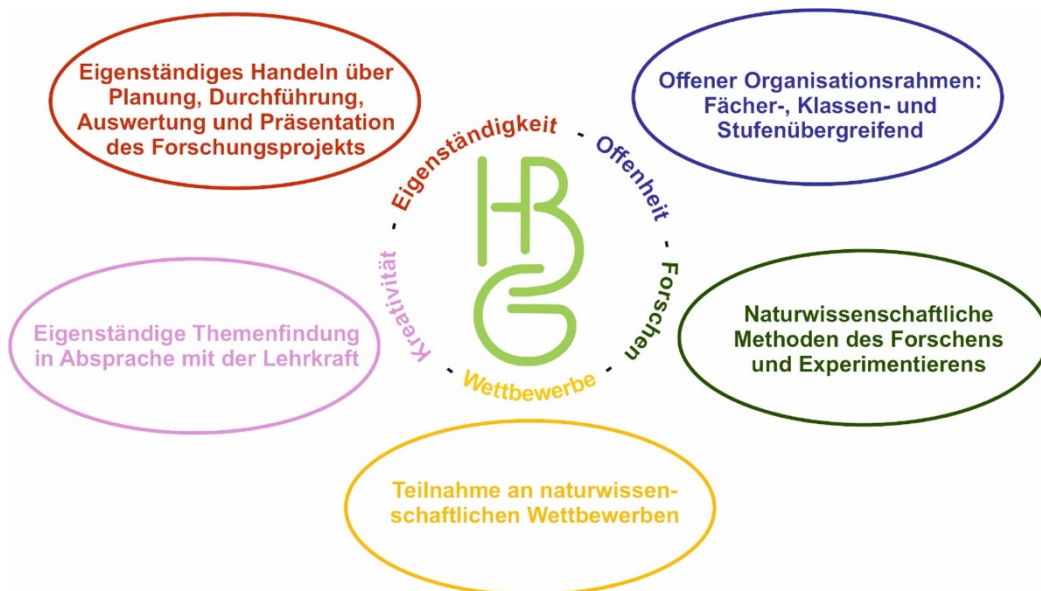 Eigenständiges Handeln über
Planung, Durchführung,
Auswertung und Präsentation
des Forschungsprojekts
Offener Organisationsrahmen:
Fächer-, Klassen- und
Stufenübergreifend
Eigenständigkeit - Offenheit - Forschen - Wettbewerbe - Kreativität -
HBG
Eigenständige Themenfindung
in Absprache mit der Lehrkraft
Naturwissenschaftliche
Methoden des Forschens
und Experimentierens
Teilnahme an naturwissen-
schaftlichen Wettbewerben